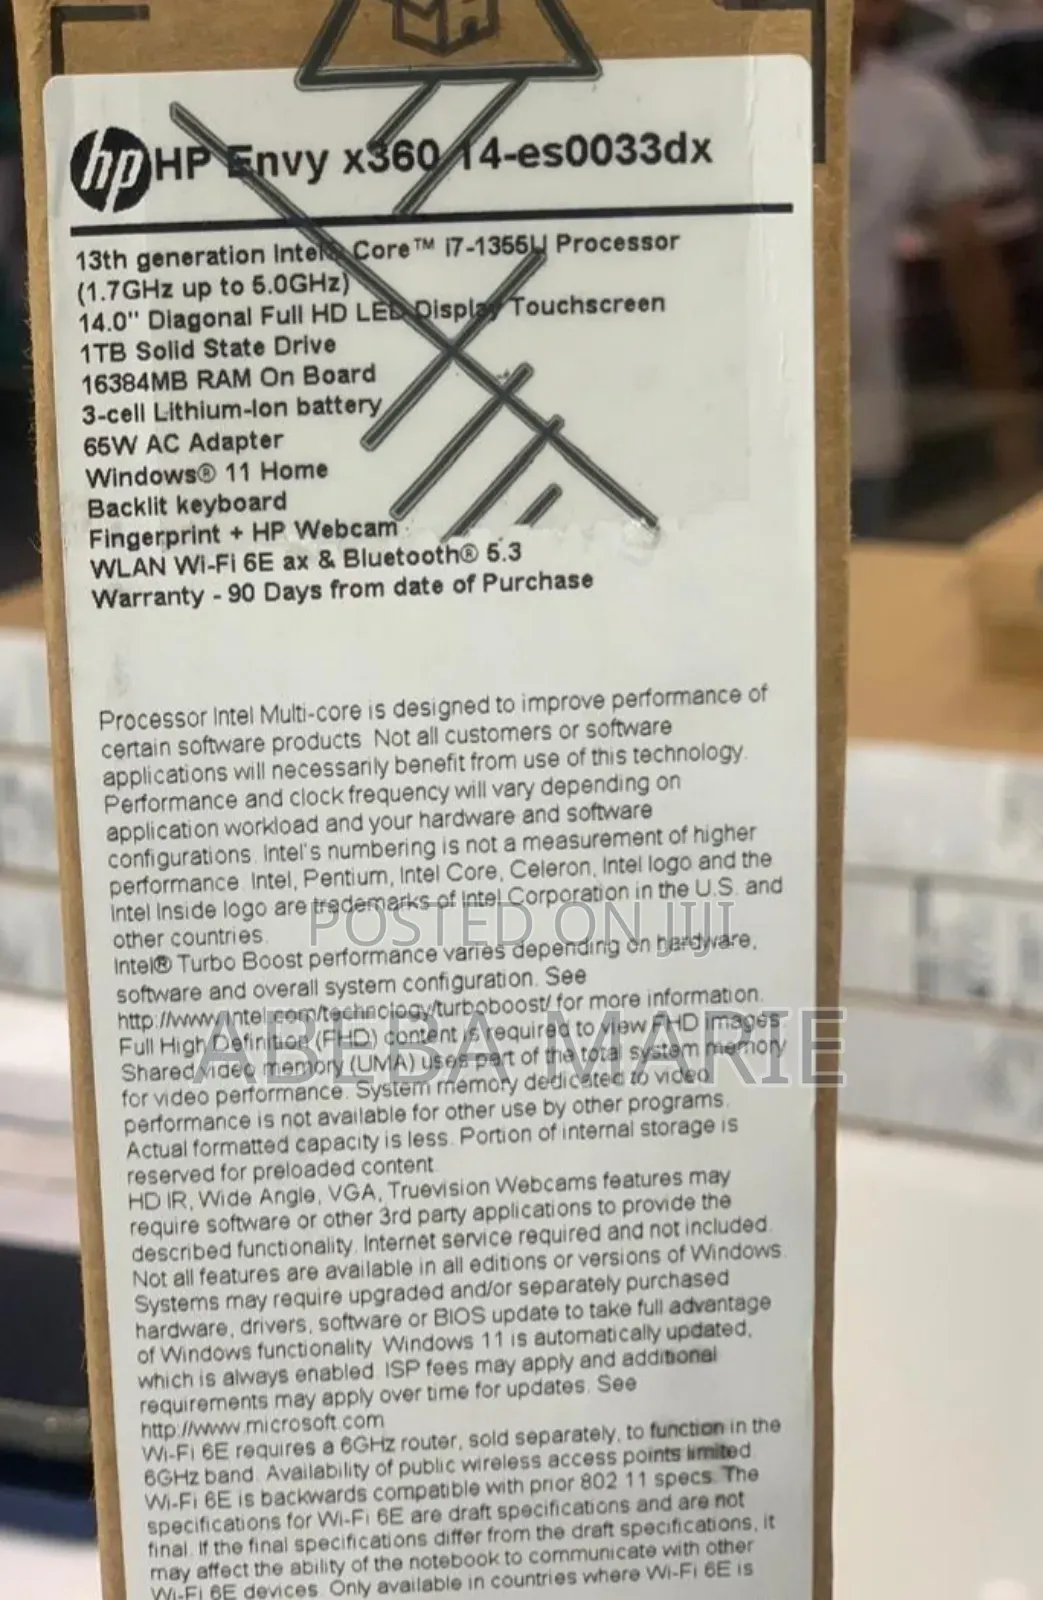 hp HP Envy x360 14-es0033dx
13th generation Intel® Core™ i7-1355U Processor
(1.7GHz up to 5.0GHz)
14.0" Diagonal Full HD LED Display Touchscreen
1TB Solid State Drive
16384MB RAM On Board
3-cell Lithium-Ion battery
65W AC Adapter
Windows® 11 Home
Backlit keyboard
Fingerprint + HP Webcam
WLAN Wi-Fi 6E ax & Bluetooth® 5.3
Warranty - 90 Days from date of Purchase
Processor Intel Multi-core is designed to improve performance of
certain software products. Not all customers or software
applications will necessarily benefit from use of this technology.
Performance and clock frequency will vary depending on
application workload and your hardware and software
configurations. Intel's numbering is not a measurement of higher
performance. Intel, Pentium, Intel Core, Celeron, Intel logo and the
Intel Inside logo are trademarks of Intel Corporation in the U.S. and
other countries.
POSTED ON JIJI
Intel® Turbo Boost performance varies depending on hardware,
software and overall system configuration. See
http://www.intel.com/technology/turboboost/ for more information.
ABEBA MARIE
Full High Definition (FHD) content is required to view FHD images.
Shared video memory (UMA) uses part of the total system memory
for video performance. System memory dedicated to video
performance is not available for other use by other programs.
Actual formatted capacity is less. Portion of internal storage is
reserved for preloaded content.
HD IR, Wide Angle, VGA, Truevision Webcams features may
require software or other 3rd party applications to provide the
described functionality. Internet service required and not included.
Not all features are available in all editions or versions of Windows.
Systems may require upgraded and/or separately purchased
hardware, drivers, software or BIOS update to take full advantage
of Windows functionality. Windows 11 is automatically updated,
which is always enabled. ISP fees may apply and additional
requirements may apply over time for updates. See
http://www.microsoft.com
Wi-Fi 6E requires a 6GHz router, sold separately, to function in the
6GHz band. Availability of public wireless access points limited.
Wi-Fi 6E is backwards compatible with prior 802.11 specs. The
specifications for Wi-Fi 6E are draft specifications and are not
final. If the final specifications differ from the draft specifications, it
may affect the ability of the notebook to communicate with other
Wi-Fi 6E devices. Only available in countries where Wi-Fi 6E is